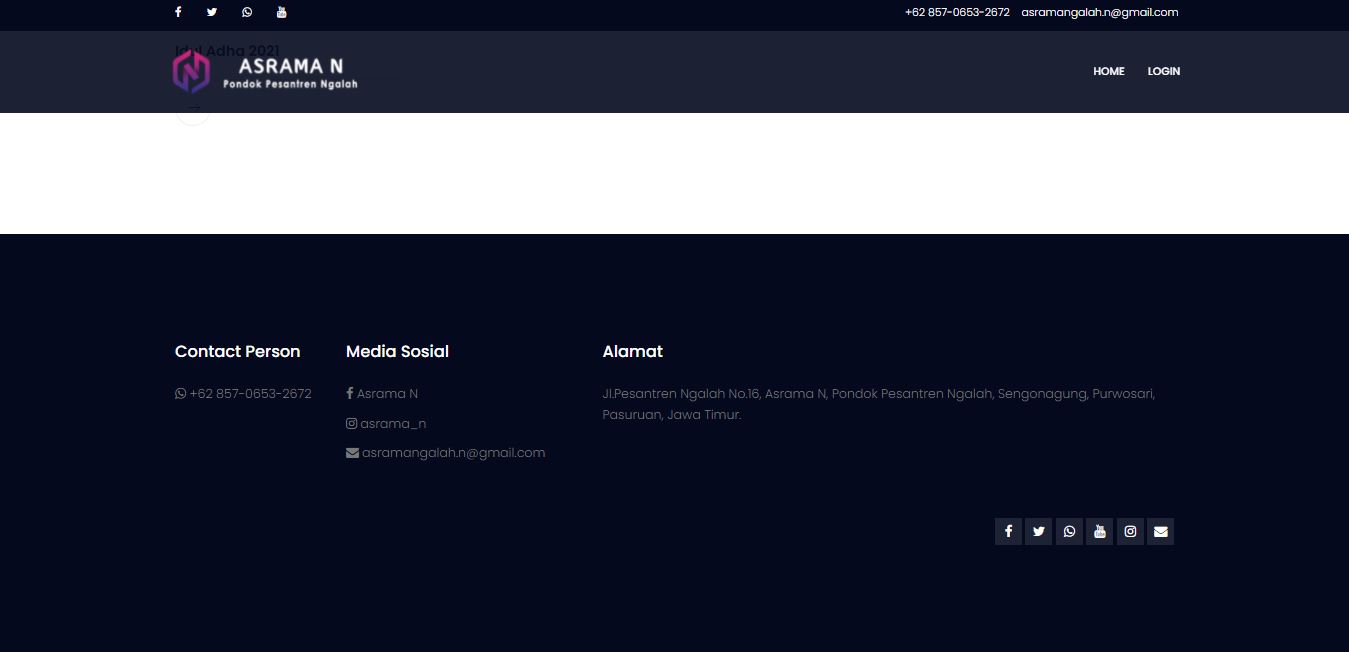 +62 857-0653-2672 asramangalah.n@gmail.com
Idul Adha 2021
ASRAMA N
Pondok Pesantren Ngalah
HOME LOGIN
Contact Person
+62 857-0653-2672
Media Sosial
Asrama N
asrama_n
asramangalah.n@gmail.com
Alamat
Jl.Pesantren Ngalah No.16, Asrama N, Pondok Pesantren Ngalah, Sengonagung, Purwosari,
Pasuruan, Jawa Timur.